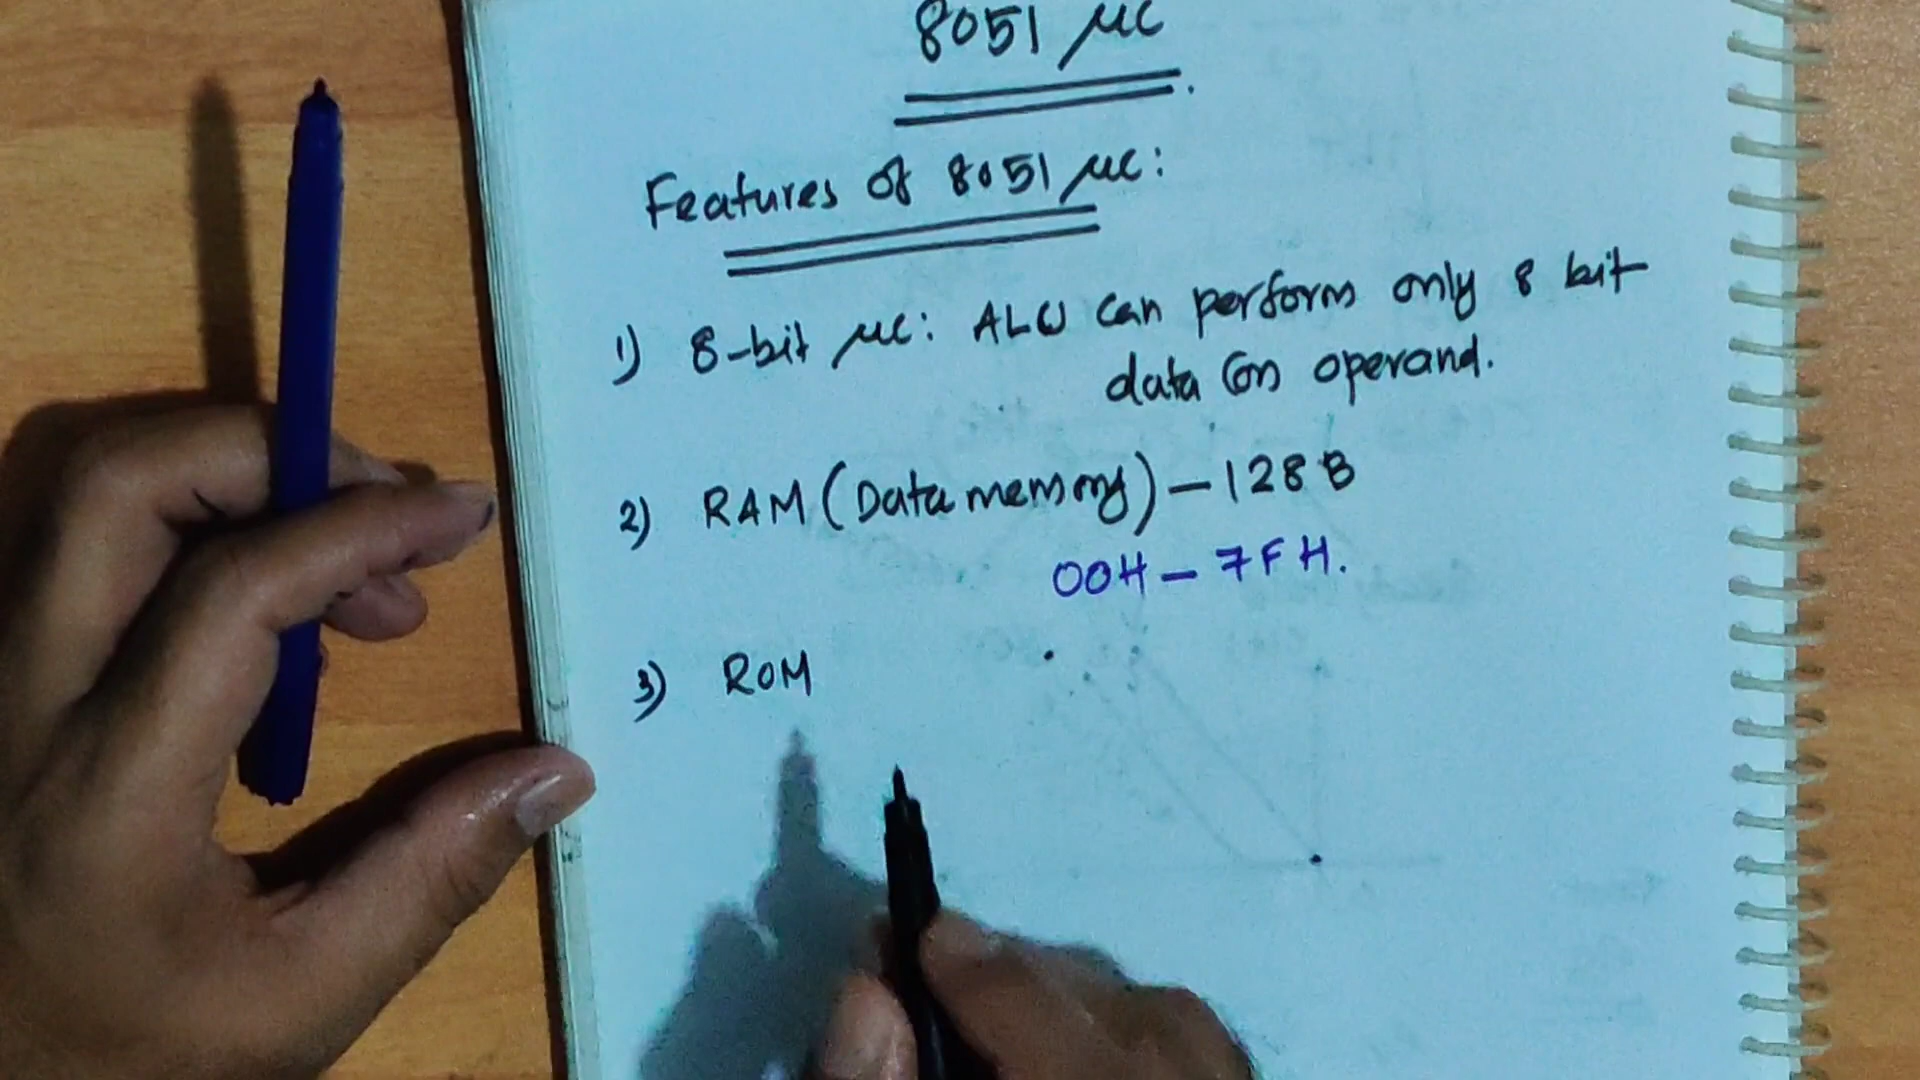 8051 μc
Features of 8051 μc:
1) 8-bit μc: ALU can perform only 8 bit
data (or) operand.
2) RAM (Data memory) – 128 B
00H – 7FH.
3) ROM